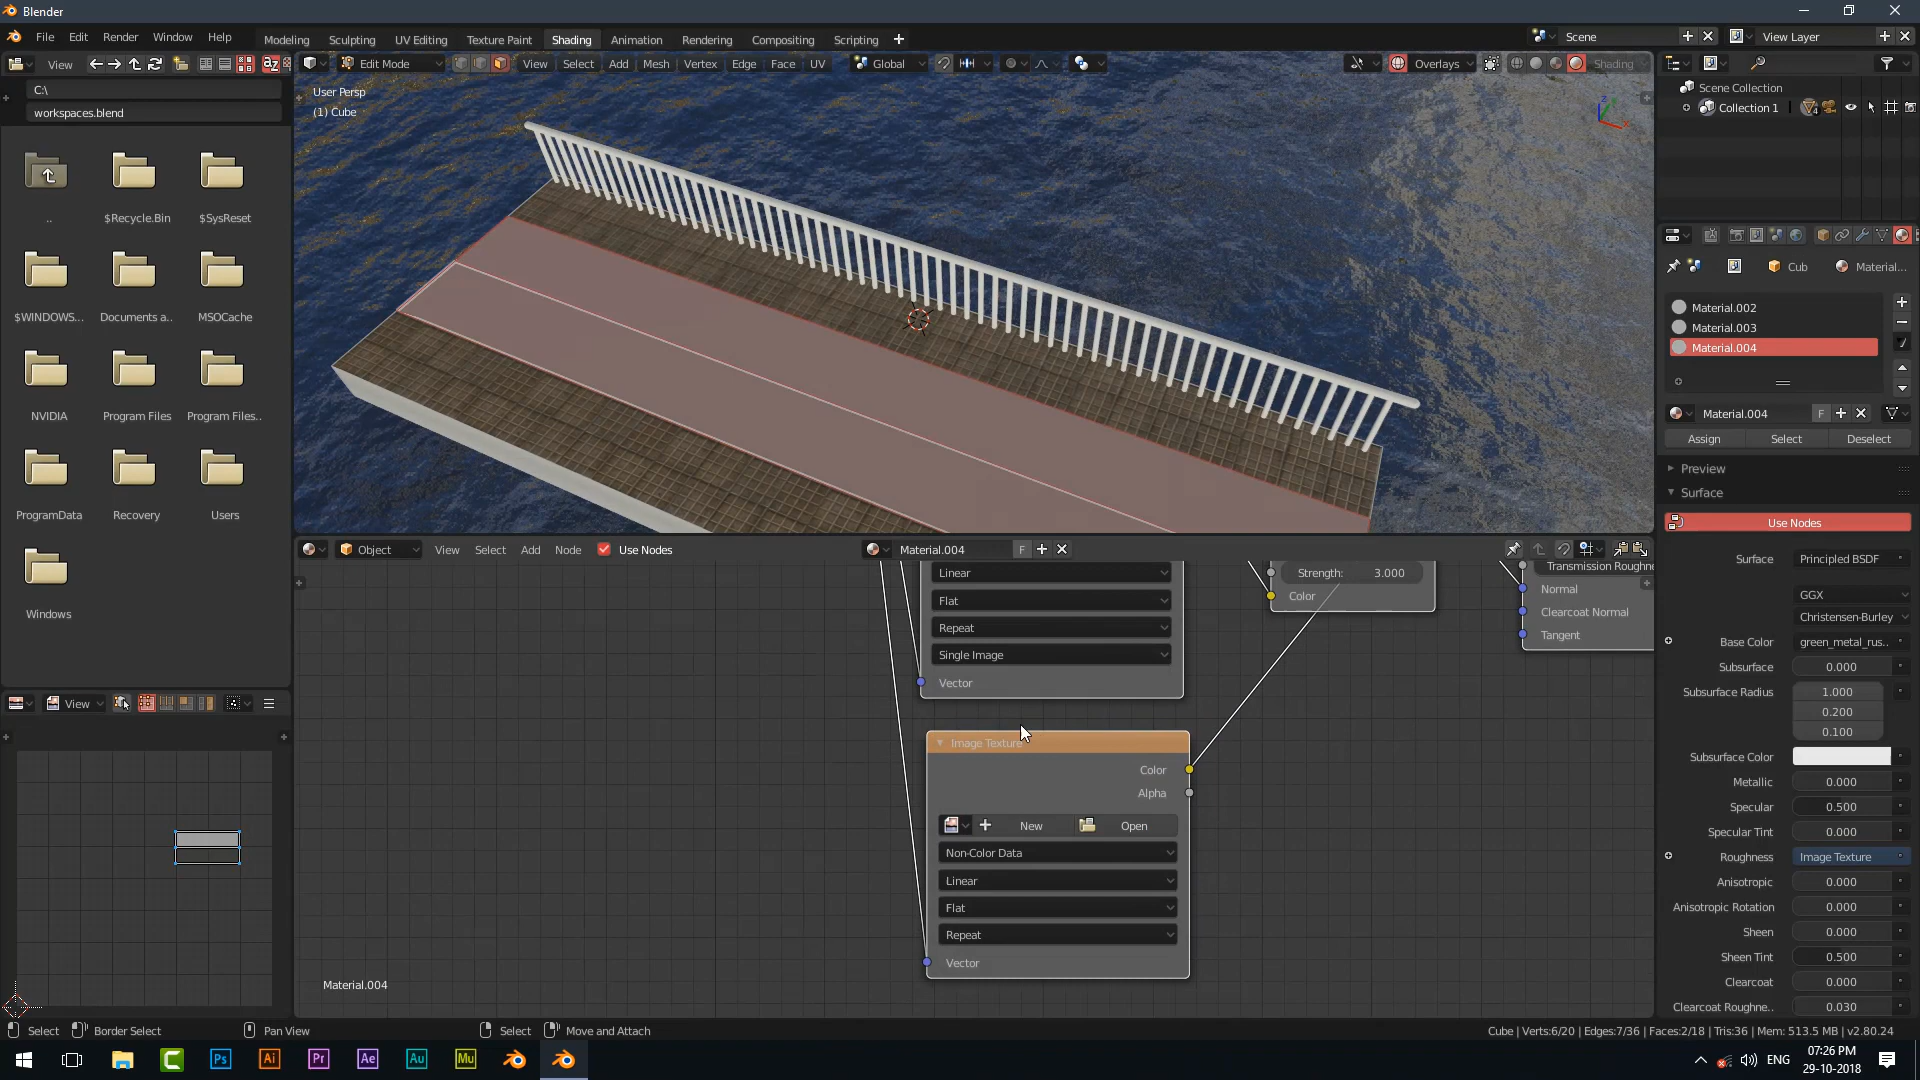 Blender
File Edit Render Window Help
Modeling Sculpting UV Editing Texture Paint Shading Animation Rendering Compositing Scripting
Scene View Layer
View
Edit Mode View Select Add Mesh Vertex Edge Face UV Global Overlays Shading
C:\
workspaces.blend
User Persp
(1) Cube
Scene Collection
Collection 1
..
$Recycle.Bin
$SysReset
$WINDOWS...
Documents a..
MSOCache
NVIDIA
Program Files
Program Files..
ProgramData
Recovery
Users
Windows
Cub Material...
Material.002
Material.003
Material.004
Material.004 F
Assign Select Deselect
Preview
Surface
Use Nodes
Surface Principled BSDF
GGX
Christensen-Burley
Base Color green_metal_rus..
Subsurface 0.000
Subsurface Radius 1.000
0.200
0.100
Subsurface Color
Metallic 0.000
Specular 0.500
Specular Tint 0.000
Roughness Image Texture
Anisotropic 0.000
Anisotropic Rotation 0.000
Sheen 0.000
Sheen Tint 0.500
Clearcoat 0.000
Clearcoat Roughne.. 0.030
Object View Select Add Node Use Nodes Material.004 F
Linear
Flat
Repeat
Single Image
Vector
Strength: 3.000
Color
Transmission Roughne
Normal
Clearcoat Normal
Tangent
Image Texture
Color
Alpha
New Open
Non-Color Data
Linear
Flat
Repeat
Vector
Material.004
View
Select Border Select Pan View Select Move and Attach
Cube | Verts:6/20 | Edges:7/36 | Faces:2/18 | Tris:36 | Mem: 513.5 MB | v2.80.24
Ps Ai Pr Ae Au Mu
ENG
07:26 PM
29-10-2018